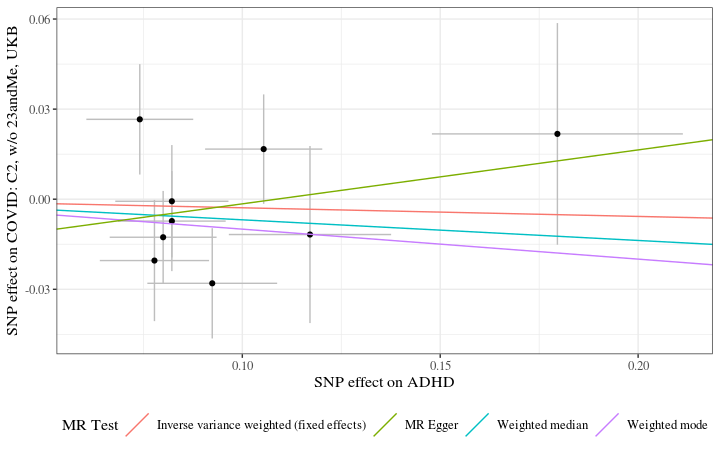 SNP effect on COVID: C2, w/o 23andMe, UKB
0.06
0.03
0.00
-0.03
0.10 0.15 0.20
SNP effect on ADHD
MR Test Inverse variance weighted (fixed effects) MR Egger Weighted median Weighted mode